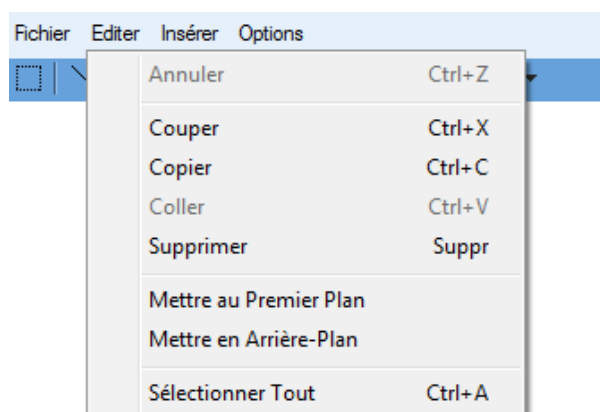 Fichier Editer Insérer Options
Annuler Ctrl+Z
Couper Ctrl+X
Copier Ctrl+C
Coller Ctrl+V
Supprimer Suppr
Mettre au Premier Plan
Mettre en Arrière-Plan
Sélectionner Tout Ctrl+A